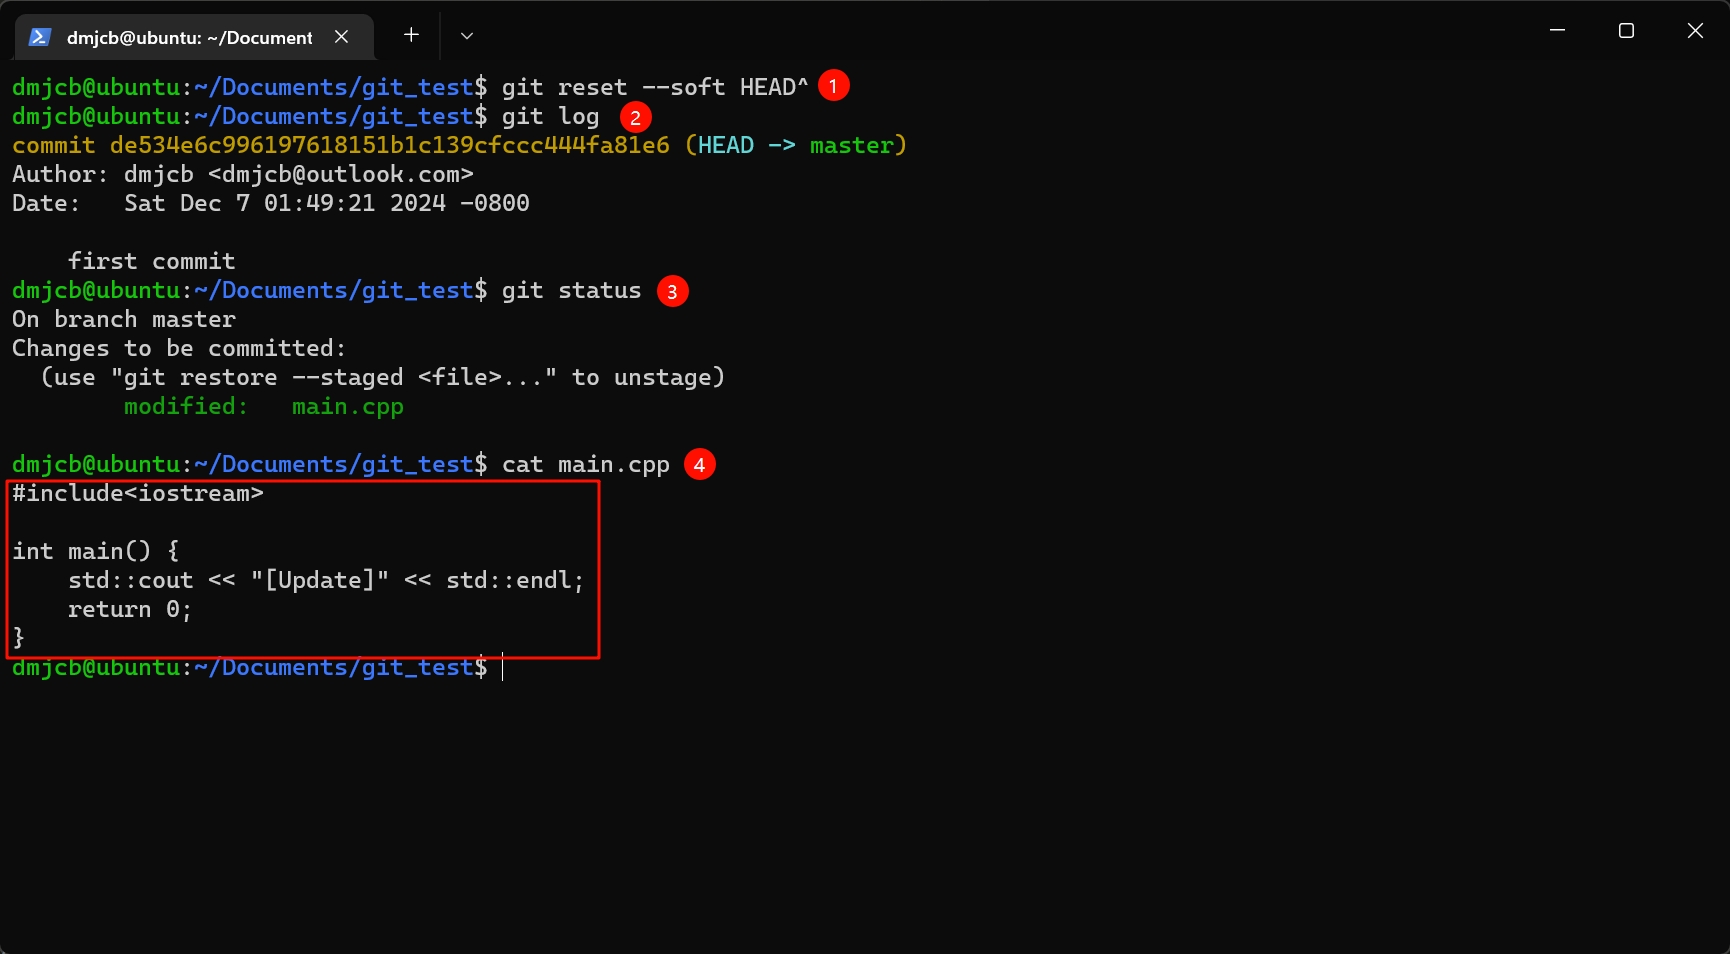 dmjcb@ubuntu: ~/Document
dmjcb@ubuntu:~/Documents/git_test$ git reset --soft HEAD^ 1
dmjcb@ubuntu:~/Documents/git_test$ git log 2
commit de534e6c996197618151b1c139cfccc444fa81e6 (HEAD -> master)
Author: dmjcb <dmjcb@outlook.com>
Date:   Sat Dec 7 01:49:21 2024 -0800
    first commit
dmjcb@ubuntu:~/Documents/git_test$ git status 3
On branch master
Changes to be committed:
  (use "git restore --staged <file>..." to unstage)
        modified:   main.cpp
dmjcb@ubuntu:~/Documents/git_test$ cat main.cpp 4
#include<iostream>
int main() {
    std::cout << "[Update]" << std::endl;
    return 0;
}
dmjcb@ubuntu:~/Documents/git_test$